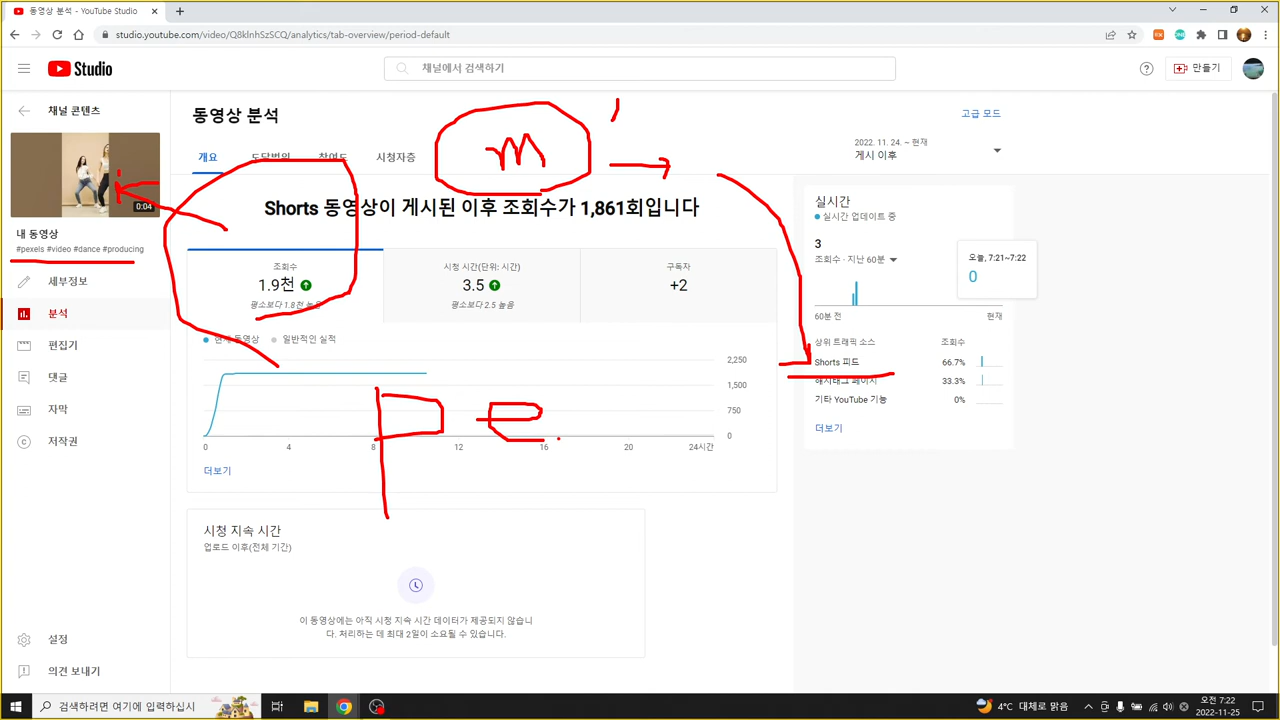 동영상 분석 - YouTube Studio
studio.youtube.com/video/Q8klnhSzSCQ/analytics/tab-overview/period-default
Studio
채널에서 검색하기
만들기
채널 콘텐츠
0:04
내 동영상
#pexels #video #dance #producing
세부정보
분석
편집기
댓글
자막
저작권
설정
의견 보내기
동영상 분석
고급 모드
개요
도달범위
참여도
시청자층
m
2022. 11. 24. ~ 현재
게시 이후
Shorts 동영상이 게시된 이후 조회수가 1,861회입니다
조회수
1.9천
평소보다 1.8천 높음
시청 시간(단위: 시간)
3.5
평소보다 2.5 높음
구독자
+2
현재 동영상
일반적인 실적
2,250
1,500
750
0
0 4 8 12 16 20 24시간
P e
더보기
시청 지속 시간
업로드 이후(전체 기간)
이 동영상에는 아직 시청 지속 시간 데이터가 제공되지 않습니
다. 처리하는 데 최대 2일이 소요될 수 있습니다.
실시간
실시간 업데이트 중
3
조회수 · 지난 60분
오늘, 7:21~7:22
0
60분 전 현재
상위 트래픽 소스 조회수
Shorts 피드 66.7%
해시태그 페이지 33.3%
기타 YouTube 기능 0%
더보기
검색하려면 여기에 입력하십시
4°C 대체로 맑음
오전 7:22
2022-11-25